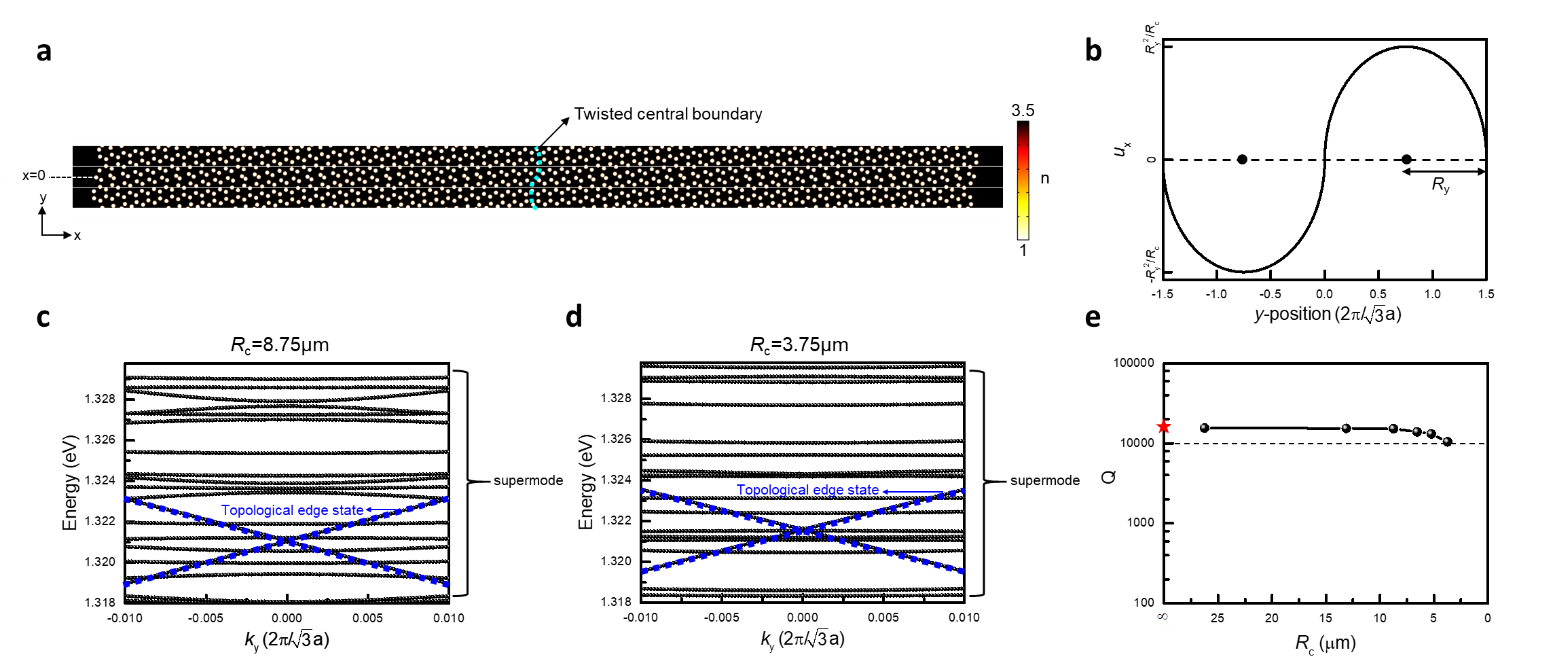 a
Twisted central boundary
x=0
y
x
3.5
n
1
b
u_x
R_y^2/R_c
0
-R_y^2/R_c
R_y
-1.5 -1.0 -0.5 0.0 0.5 1.0 1.5
y-position (2π/√3a)
c
R_c=8.75μm
Energy (eV)
1.328
1.326
1.324
1.322
1.320
1.318
Topological edge state
supermode
-0.010 -0.005 0.000 0.005 0.010
k_y (2π/√3a)
d
R_c=3.75μm
Energy (eV)
1.328
1.326
1.324
1.322
1.320
1.318
Topological edge state
supermode
-0.010 -0.005 0.000 0.005 0.010
k_y (2π/√3a)
e
Q
100000
10000
1000
100
∞ 25 20 15 10 5 0
R_c (μm)